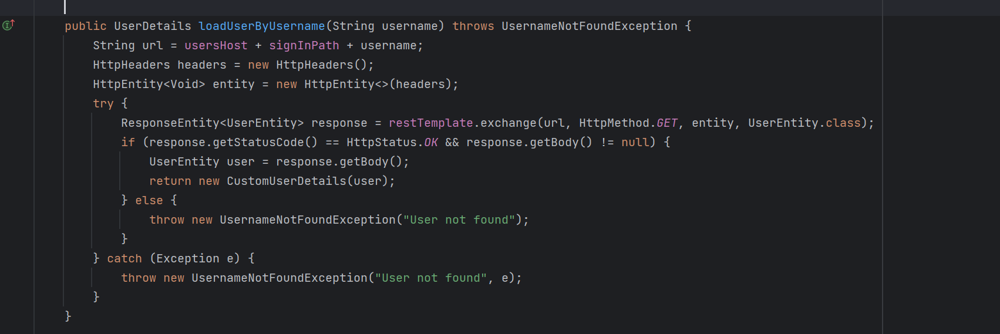 public UserDetails loadUserByUsername(String username) throws UsernameNotFoundException {
    String url = usersHost + signInPath + username;
    HttpHeaders headers = new HttpHeaders();
    HttpEntity<Void> entity = new HttpEntity<>(headers);
    try {
        ResponseEntity<UserEntity> response = restTemplate.exchange(url, HttpMethod.GET, entity, UserEntity.class);
        if (response.getStatusCode() == HttpStatus.OK && response.getBody() != null) {
            UserEntity user = response.getBody();
            return new CustomUserDetails(user);
        } else {
            throw new UsernameNotFoundException("User not found");
        }
    } catch (Exception e) {
        throw new UsernameNotFoundException("User not found", e);
    }
}